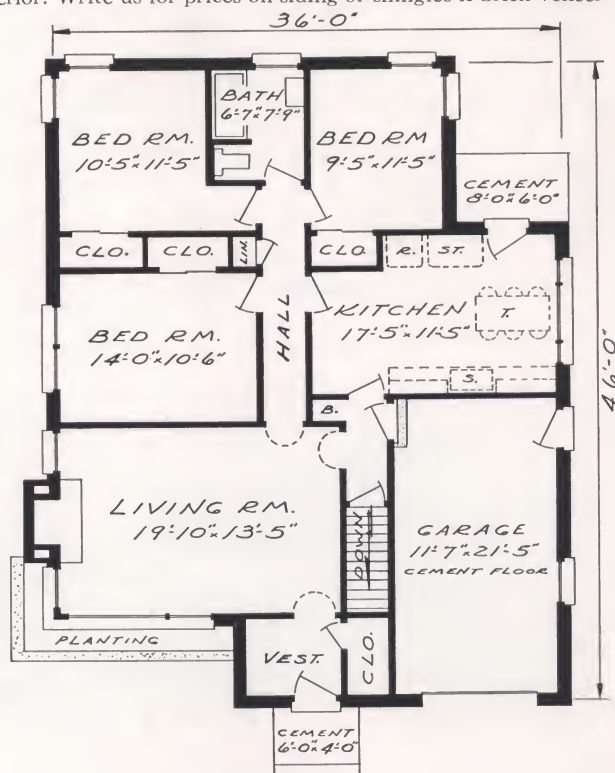 erior. Write us for prices on siding or shingles if brick veneer
36'-0"
BATH
6'-7"x7'-9"
BED RM.
10'-5"x11'-5"
BED RM
9'-5"x11'-5"
CEMENT
8'-0"x6'-0"
CLO.
CLO.
LIN.
CLO.
R.
ST.
HALL
KITCHEN
17'-5"x11'-5"
T.
BED RM.
14'-0"x10'-6"
46'-0"
S.
B.
LIVING RM.
19'-10"x13'-5"
DOWN
GARAGE
11'-7"x21'-5"
CEMENT FLOOR
PLANTING
VEST.
CLO.
CEMENT
6'-0"x4'-0"